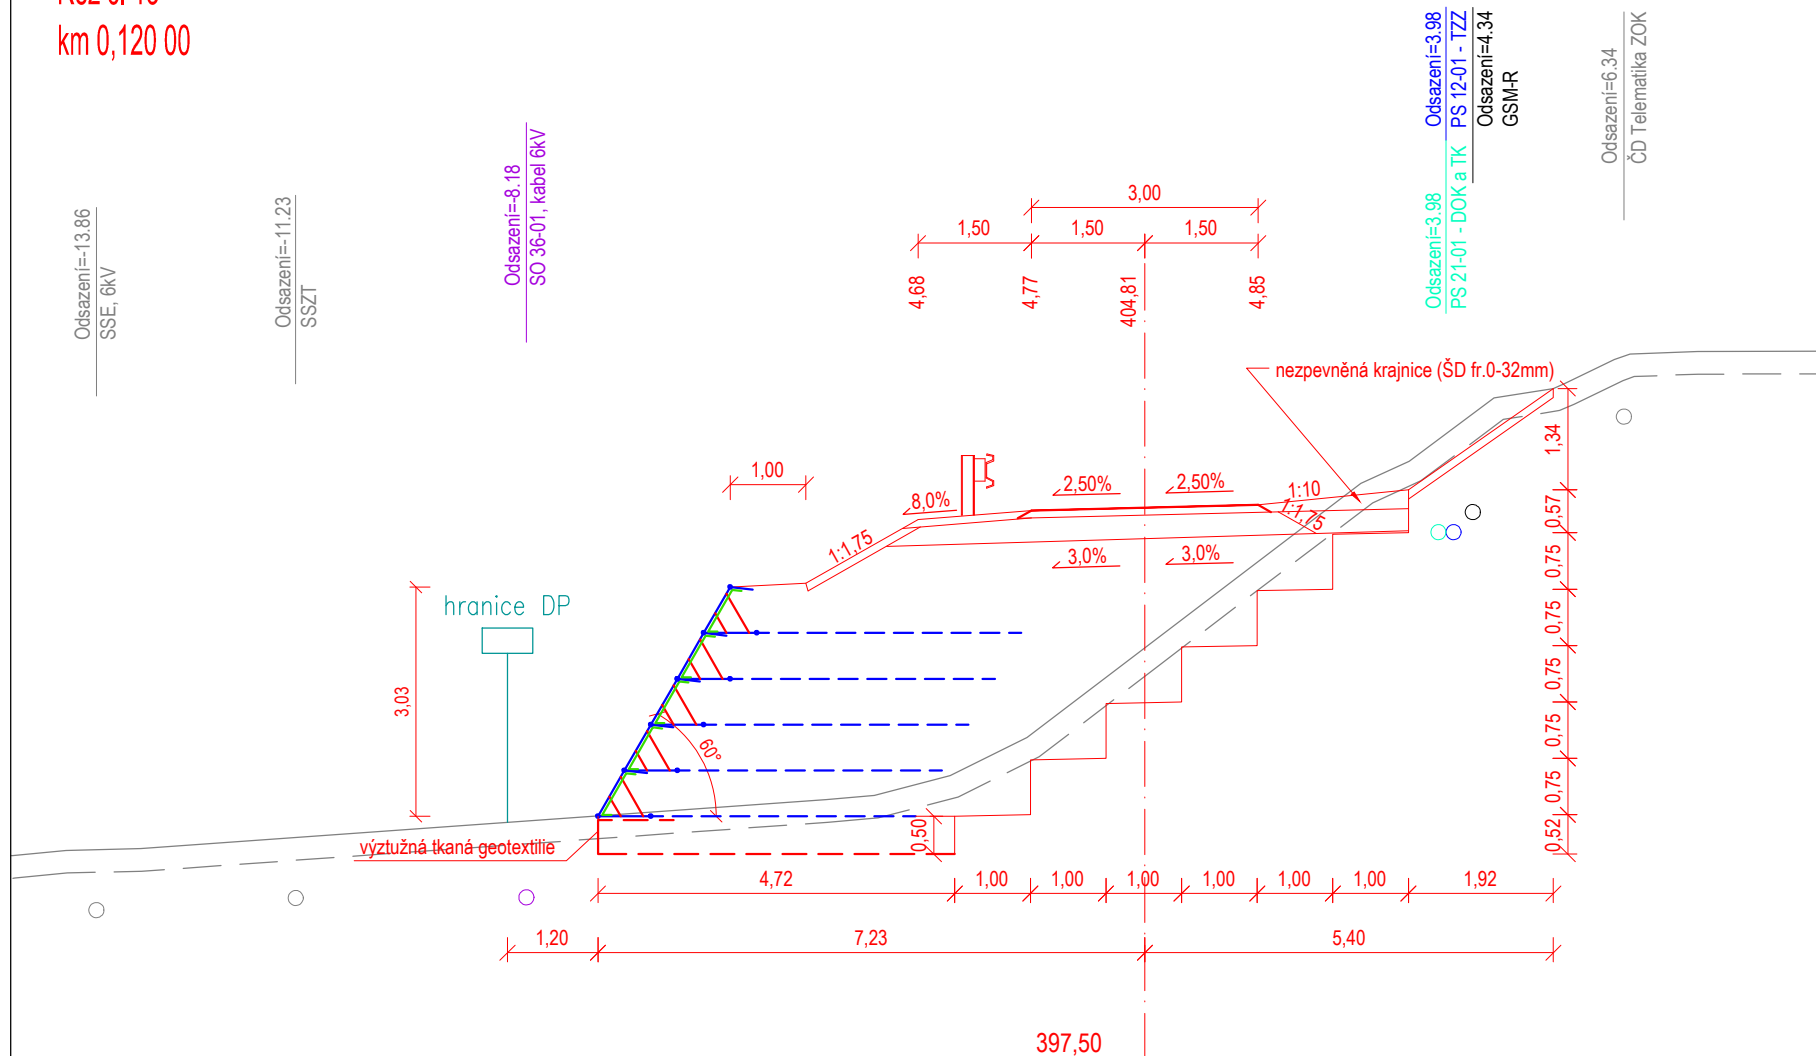 km 0,120 00
Odsazení=-13.86
SSE, 6kV
Odsazení=-11.23
SSZT
Odsazení=-8.18
SO 36-01, kabel 6kV
Odsazení=3.98
PS 12-01 - TZZ
Odsazení=4.34
GSM-R
Odsazení=3.98
PS 21-01 - DOK a TK
Odsazení=6.34
ČD Telematika ZOK
3,00
1,50
1,50
1,50
4,68
4,77
404,81
4,85
nezpevněná krajnice (ŠD fr.0-32mm)
1,00
8,0%
2,50%
2,50%
1:10
1:1,75
1:1,75
3,0%
3,0%
1,34
0,57
0,75
0,75
0,75
0,75
0,75
0,52
hranice DP
3,03
60°
0,50
výztužná tkaná geotextilie
4,72
1,00
1,00
1,00
1,00
1,00
1,00
1,92
1,20
7,23
5,40
397,50